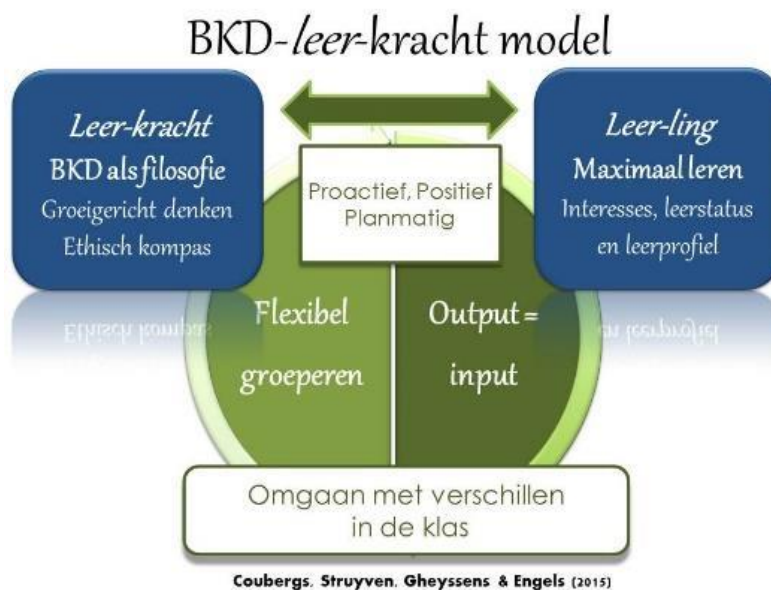 BKD-leer-kracht model
Leer-kracht
BKD als filosofie
Groeigericht denken
Ethisch kompas
Leer-ling
Maximaal leren
Interesses, leerstatus
en leerprofiel
Proactief, Positief
Planmatig
Flexibel
groeperen
Output =
input
Omgaan met verschillen
in de klas
Coubergs, Struyven, Gheyssens & Engels (2015)